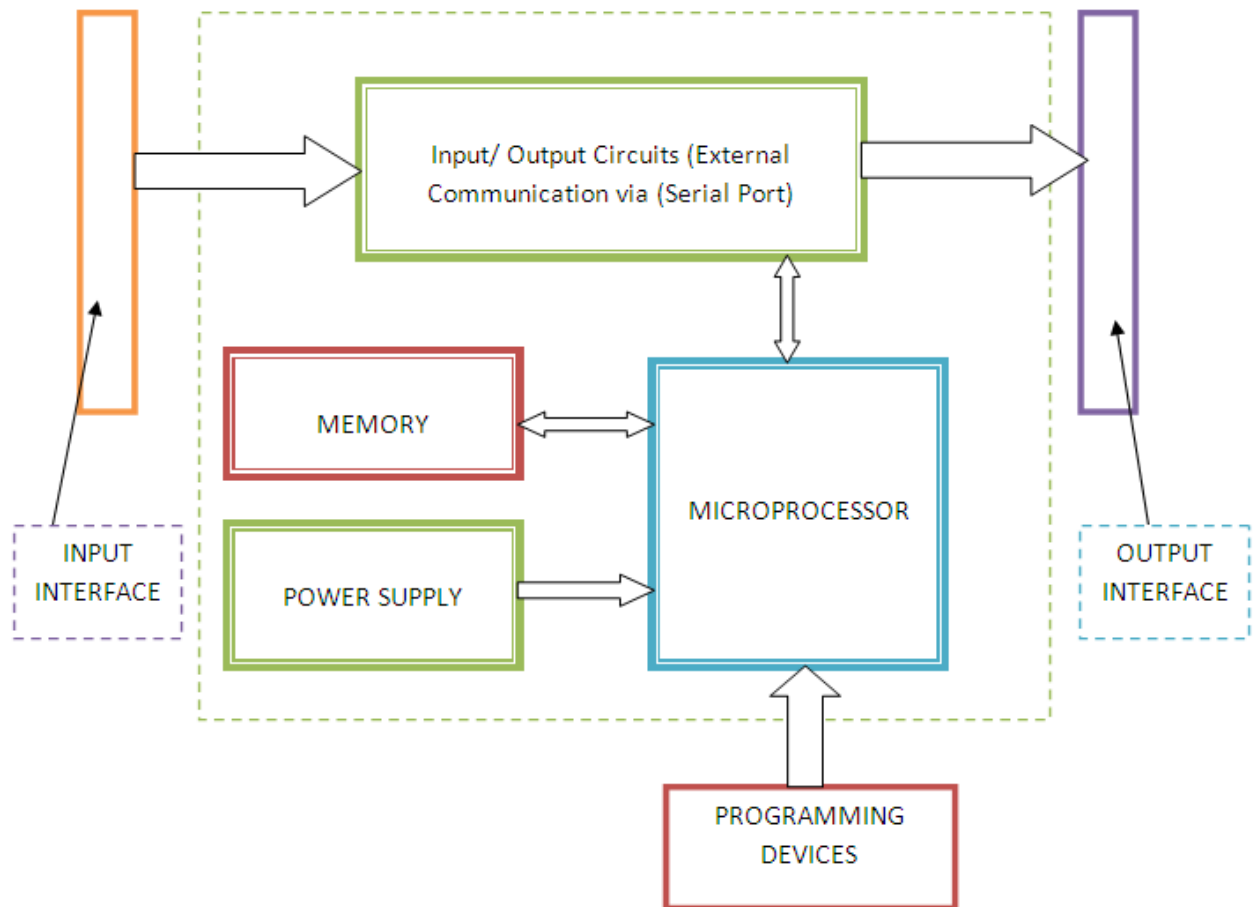 Input/ Output Circuits (External
Communication via (Serial Port)
MEMORY
MICROPROCESSOR
POWER SUPPLY
INPUT
INTERFACE
OUTPUT
INTERFACE
PROGRAMMING
DEVICES